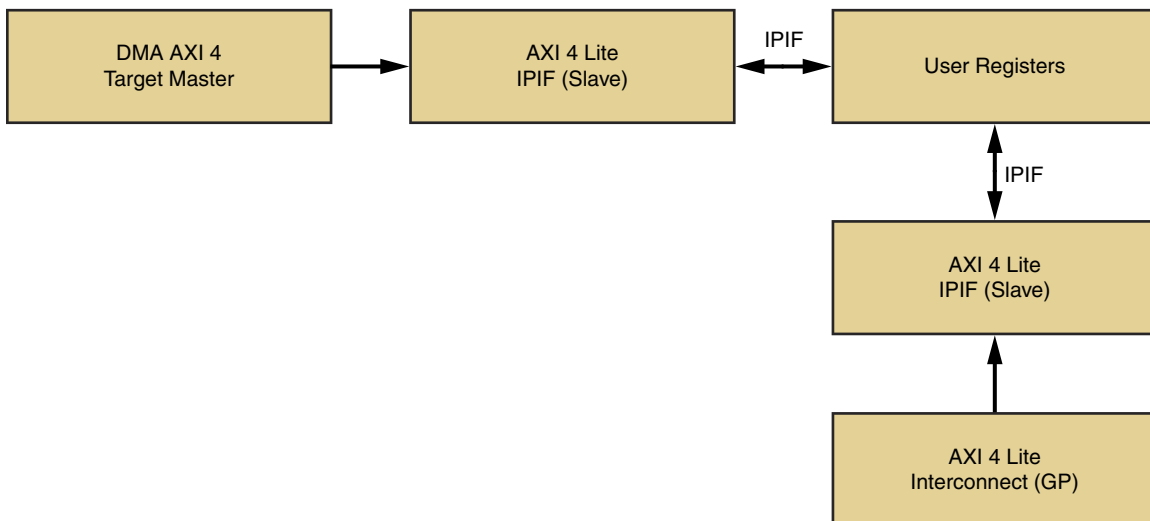 DMA AXI 4
Target Master
AXI 4 Lite
IPIF (Slave)
IPIF
User Registers
IPIF
AXI 4 Lite
IPIF (Slave)
AXI 4 Lite
Interconnect (GP)